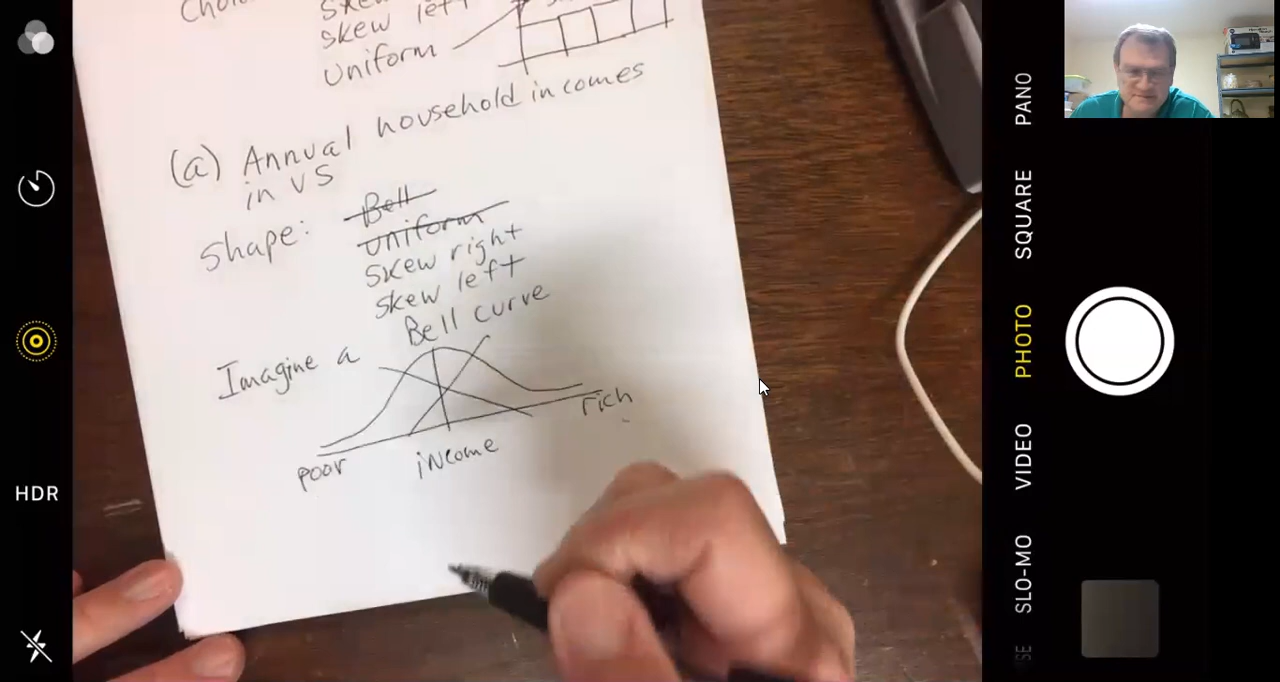 skew left
uniform
(a) Annual household incomes
in US
shape: Bell
uniform
skew right
skew left
Imagine a Bell curve
poor income rich
HDR
PANO
SQUARE
PHOTO
VIDEO
SLO-MO